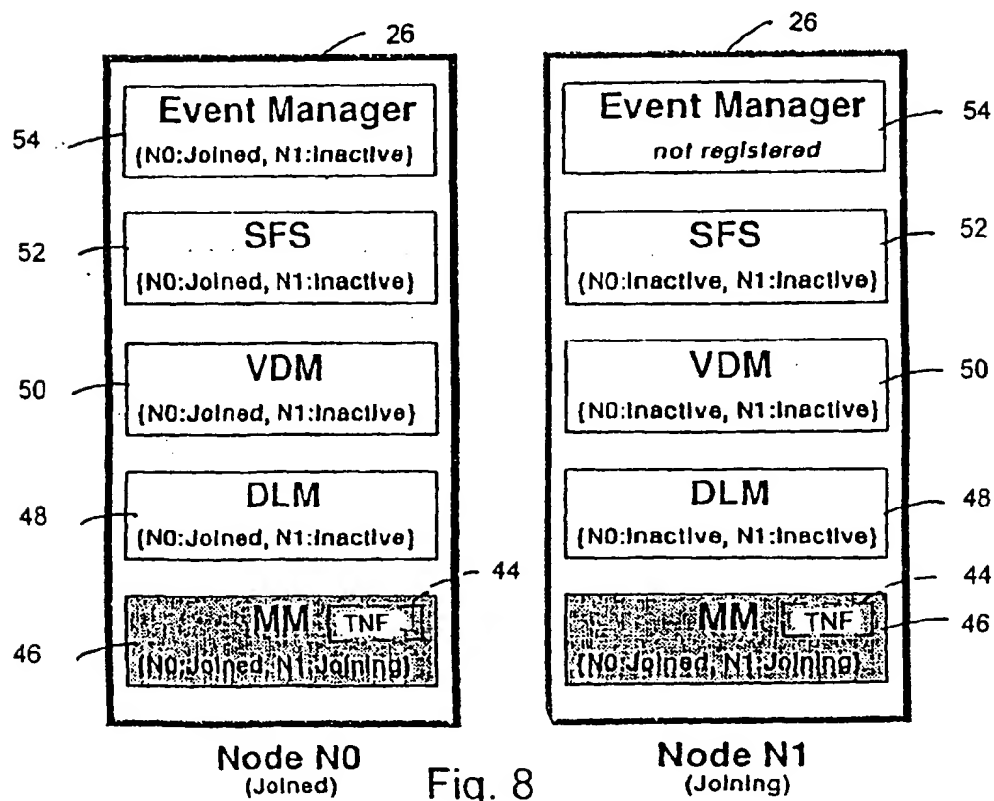 26
26
54
Event Manager
{N0:Joined, N1:Inactive}
Event Manager
not registered
54
52
SFS
{N0:Joined, N1:Inactive}
SFS
{N0:Inactive, N1:Inactive}
52
50
VDM
{N0:Joined, N1:Inactive}
VDM
{N0:Inactive, N1:Inactive}
50
48
DLM
{N0:Joined, N1:Inactive}
DLM
{N0:Inactive, N1:Inactive}
48
44
44
46
MM TNF
{N0:Joined, N1:Joining}
MM TNF
{N0:Joined, N1:Joining}
46
Node N0
(Joined)
Fig. 8
Node N1
(Joining)